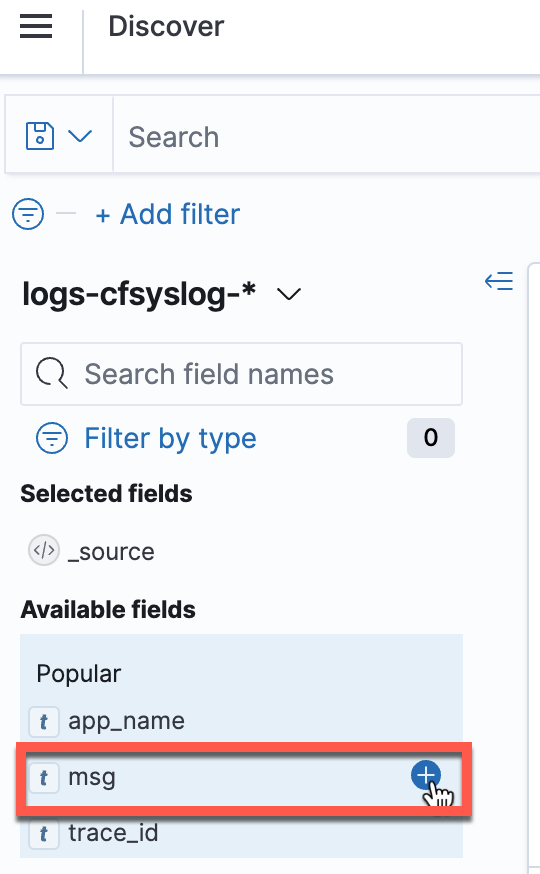 Discover
Search
+ Add filter
logs-cfsyslog-*
Search field names
Filter by type 0
Selected fields
</> _source
Available fields
Popular
t app_name
t msg
t trace_id